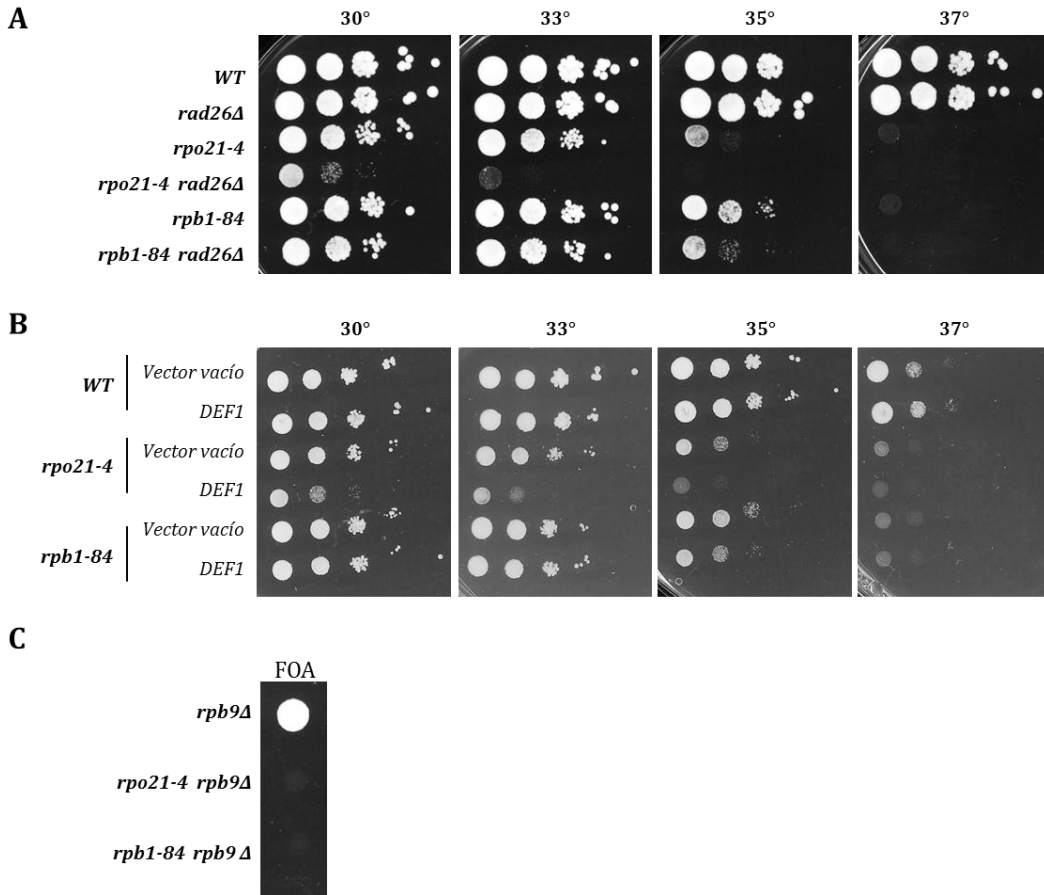 A
30° 33° 35° 37°
WT
rad26Δ
rpo21-4
rpo21-4 rad26Δ
rpb1-84
rpb1-84 rad26Δ
B
30° 33° 35° 37°
WT
Vector vacío
DEF1
rpo21-4
Vector vacío
DEF1
rpb1-84
Vector vacío
DEF1
C
FOA
rpb9Δ
rpo21-4 rpb9Δ
rpb1-84 rpb9 Δ